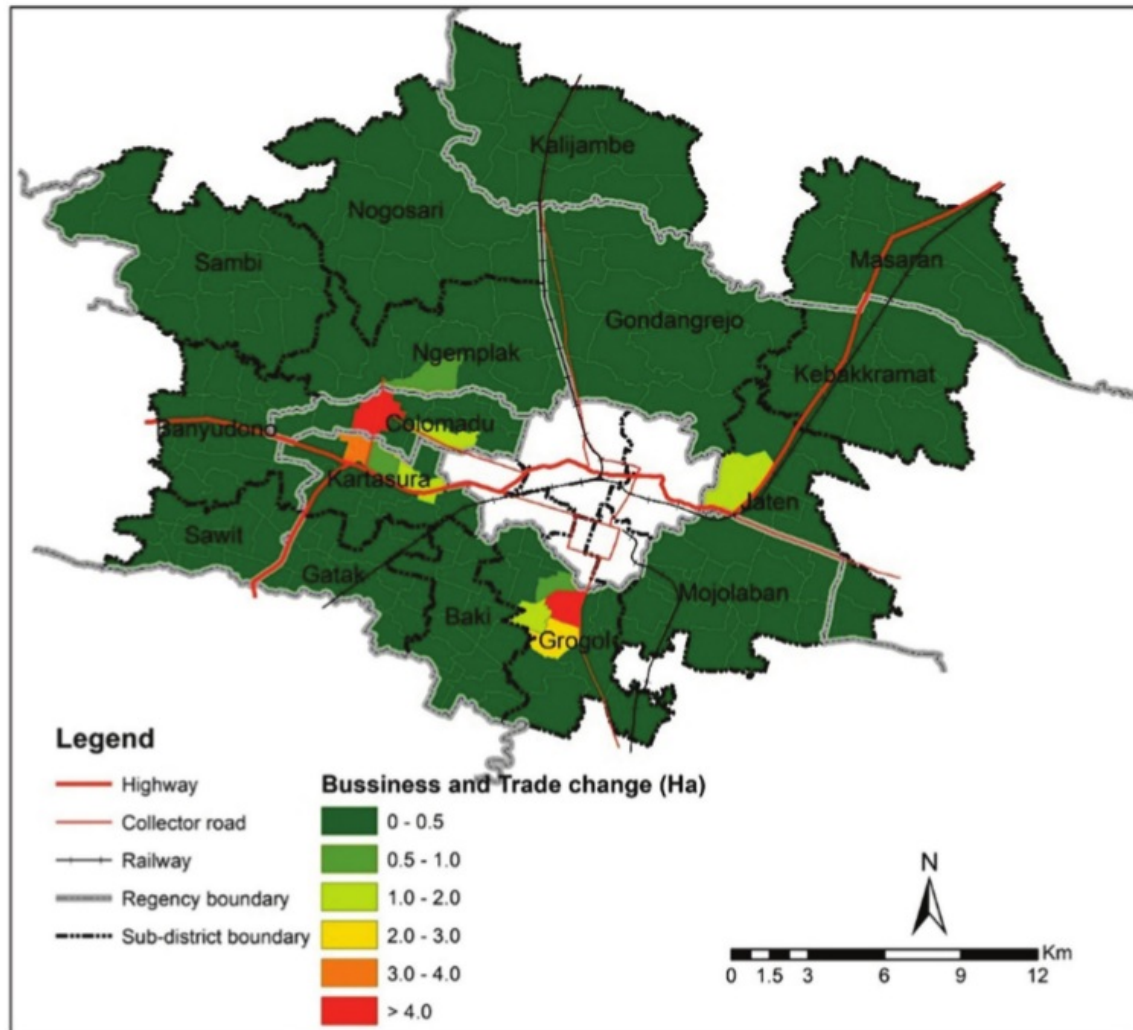 Kalijambe
Nogosari
Sambi
Masaran
Gondangrejo
Ngemplak
Kebakkramat
Colomadu
Banyudono
Kartasura
Jaten
Sawit
Gatak
Mojolaban
Baki
Grogol
Legend
Highway
Collector road
Railway
Regency boundary
Sub-district boundary
Bussiness and Trade change (Ha)
0 - 0.5
0.5 - 1.0
1.0 - 2.0
2.0 - 3.0
3.0 - 4.0
> 4.0
N
Km
0 1.5 3 6 9 12